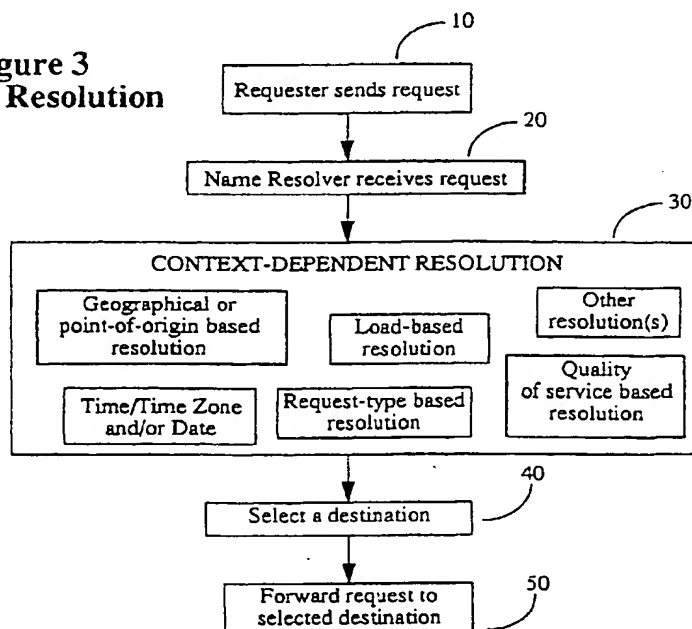 gure 3
Resolution
10
Requester sends request
20
Name Resolver receives request
30
CONTEXT-DEPENDENT RESOLUTION
Geographical or
point-of-origin based
resolution
Load-based
resolution
Other
resolution(s)
Time/Time Zone
and/or Date
Request-type based
resolution
Quality
of service based
resolution
40
Select a destination
50
Forward request to
selected destination